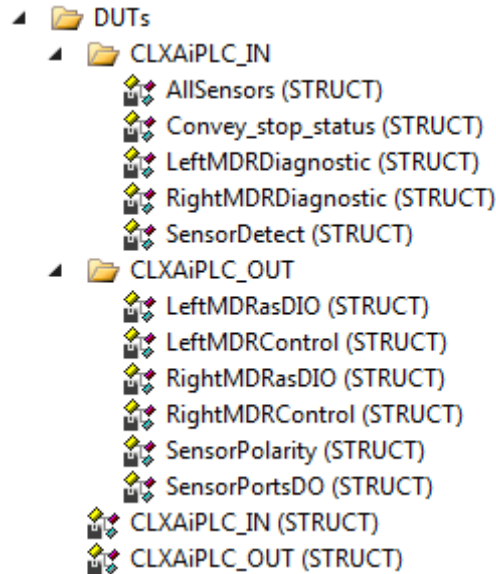 DUTs
CLXAiPLC_IN
AllSensors (STRUCT)
Convey_stop_status (STRUCT)
LeftMDRDiagnostic (STRUCT)
RightMDRDiagnostic (STRUCT)
SensorDetect (STRUCT)
CLXAiPLC_OUT
LeftMDRasDIO (STRUCT)
LeftMDRControl (STRUCT)
RightMDRasDIO (STRUCT)
RightMDRControl (STRUCT)
SensorPolarity (STRUCT)
SensorPortsDO (STRUCT)
CLXAiPLC_IN (STRUCT)
CLXAiPLC_OUT (STRUCT)